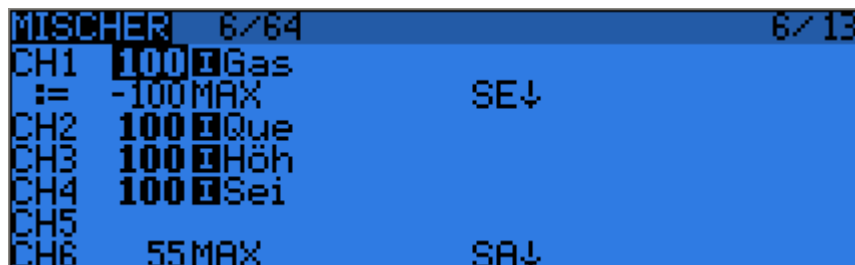 MISCHER 6/64 6/13
CH1 100 I Gas
:= -100 MAX SE↓
CH2 100 I Que
CH3 100 I Höh
CH4 100 I Sei
CH5
CH6 55 MAX SA↓